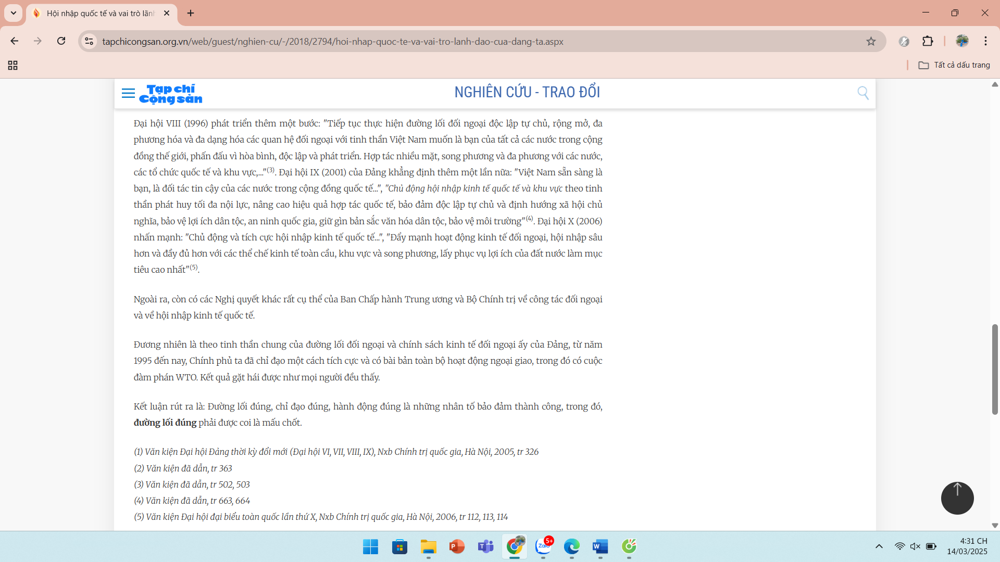 Hội nhập quốc tế và vai trò lãnh
tapchicongsan.org.vn/web/guest/nghien-cu/-/2018/2794/hoi-nhap-quoc-te-va-vai-tro-lanh-dao-cua-dang-ta.aspx
Tất cả dấu trang
Tạp chí
Cộng sản
NGHIÊN CỨU - TRAO ĐỔI
Đại hội VIII (1996) phát triển thêm một bước: "Tiếp tục thực hiện đường lối đối ngoại độc lập tự chủ, rộng mở, đa
phương hóa và đa dạng hóa các quan hệ đối ngoại với tinh thần Việt Nam muốn là bạn của tất cả các nước trong cộng
đồng thế giới, phấn đấu vì hòa bình, độc lập và phát triển. Hợp tác nhiều mặt, song phương và đa phương với các nước,
các tổ chức quốc tế và khu vực,..."(3). Đại hội IX (2001) của Đảng khẳng định thêm một lần nữa: "Việt Nam sẵn sàng là
bạn, là đối tác tin cậy của các nước trong cộng đồng quốc tế...", "Chủ động hội nhập kinh tế quốc tế và khu vực theo tinh
thần phát huy tối đa nội lực, nâng cao hiệu quả hợp tác quốc tế, bảo đảm độc lập tự chủ và định hướng xã hội chủ
nghĩa, bảo vệ lợi ích dân tộc, an ninh quốc gia, giữ gìn bản sắc văn hóa dân tộc, bảo vệ môi trường"(4). Đại hội X (2006)
nhấn mạnh: "Chủ động và tích cực hội nhập kinh tế quốc tế...", "Đẩy mạnh hoạt động kinh tế đối ngoại, hội nhập sâu
hơn và đầy đủ hơn với các thể chế kinh tế toàn cầu, khu vực và song phương, lấy phục vụ lợi ích của đất nước làm mục
tiêu cao nhất"(5).
Ngoài ra, còn có các Nghị quyết khác rất cụ thể của Ban Chấp hành Trung ương và Bộ Chính trị về công tác đối ngoại
và về hội nhập kinh tế quốc tế.
Đương nhiên là theo tinh thần chung của đường lối đối ngoại và chính sách kinh tế đối ngoại ấy của Đảng, từ năm
1995 đến nay, Chính phủ ta đã chỉ đạo một cách tích cực và có bài bản toàn bộ hoạt động ngoại giao, trong đó có cuộc
đàm phán WTO. Kết quả gặt hái được như mọi người đều thấy.
Kết luận rút ra là: Đường lối đúng, chỉ đạo đúng, hành động đúng là những nhân tố bảo đảm thành công, trong đó,
đường lối đúng phải được coi là mấu chốt.
(1) Văn kiện Đại hội Đảng thời kỳ đổi mới (Đại hội VI, VII, VIII, IX), Nxb Chính trị quốc gia, Hà Nội, 2005, tr 326
(2) Văn kiện đã dẫn, tr 363
(3) Văn kiện đã dẫn, tr 502, 503
(4) Văn kiện đã dẫn, tr 663, 664
(5) Văn kiện Đại hội đại biểu toàn quốc lần thứ X, Nxb Chính trị quốc gia, Hà Nội, 2006, tr 112, 113, 114
Zalo
5+
4:31 CH
14/03/2025